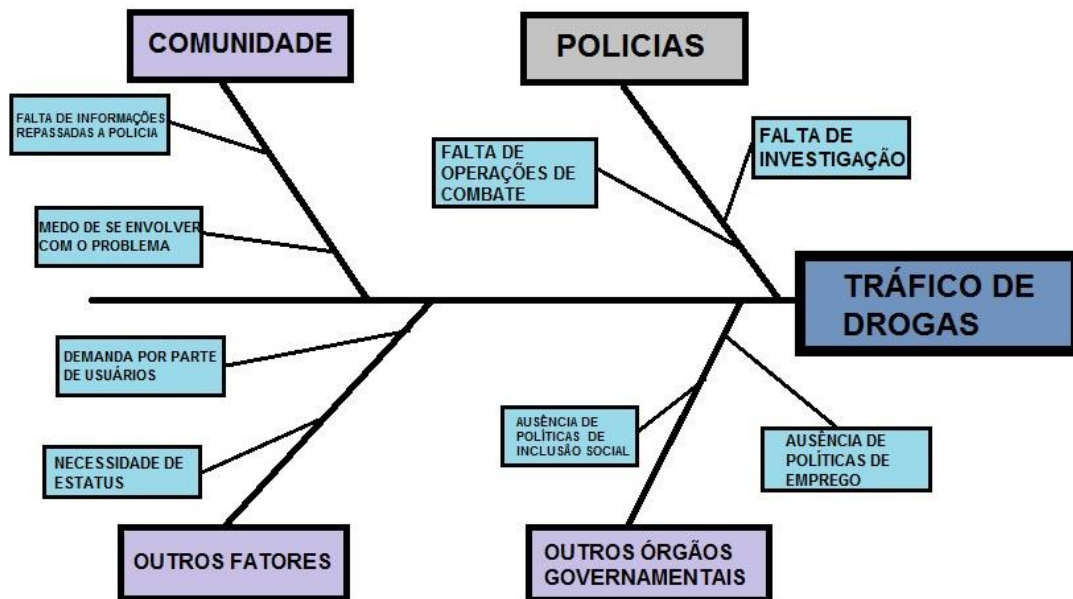 COMUNIDADE
POLICIAS
FALTA DE INFORMAÇÕES
REPASSADAS A POLÍCIA
FALTA DE
OPERAÇÕES DE
COMBATE
FALTA DE
INVESTIGAÇÃO
MEDO DE SE ENVOLVER
COM O PROBLEMA
TRÁFICO DE
DROGAS
DEMANDA POR PARTE
DE USUÁRIOS
AUSÊNCIA DE
POLÍTICAS DE
INCLUSÃO SOCIAL
AUSÊNCIA DE
POLÍTICAS DE
EMPREGO
NECESSIDADE DE
ESTATUS
OUTROS FATORES
OUTROS ÓRGÃOS
GOVERNAMENTAIS